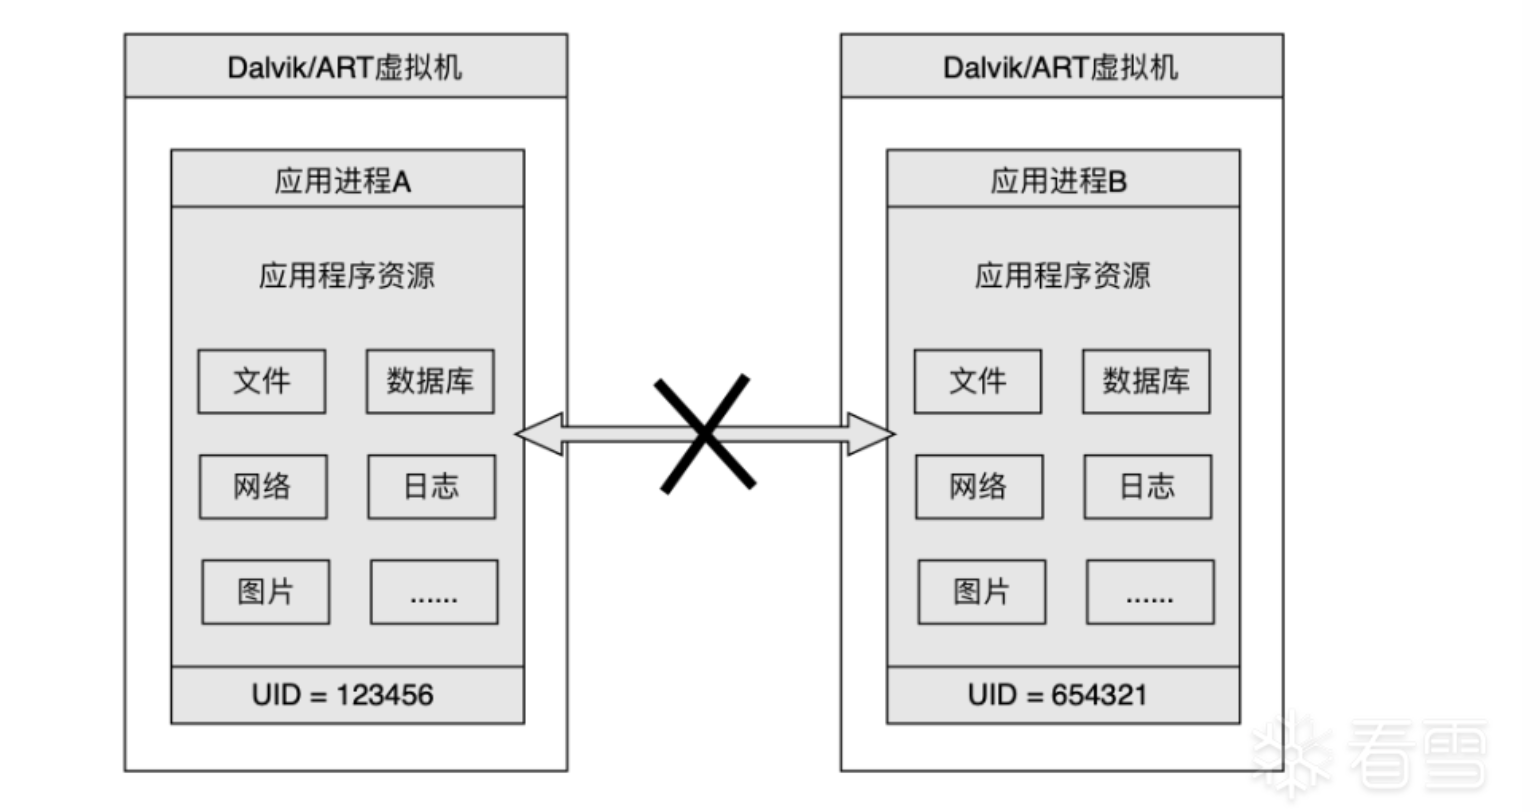 Dalvik/ART虚拟机
应用进程A
应用程序资源
文件
数据库
网络
日志
图片
......
UID = 123456
Dalvik/ART虚拟机
应用进程B
应用程序资源
文件
数据库
网络
日志
图片
......
UID = 654321
看雪